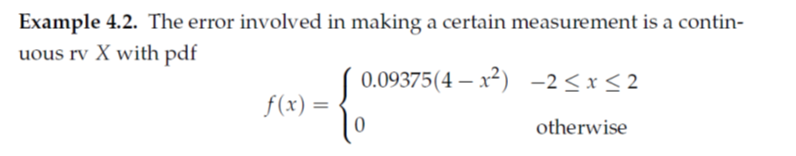 Example 4.2. The error involved in making a certain measurement is a contin-
uous rv X with pdf
f(x) = { 0.09375(4 – x²) –2 ≤ x ≤ 2
0 otherwise